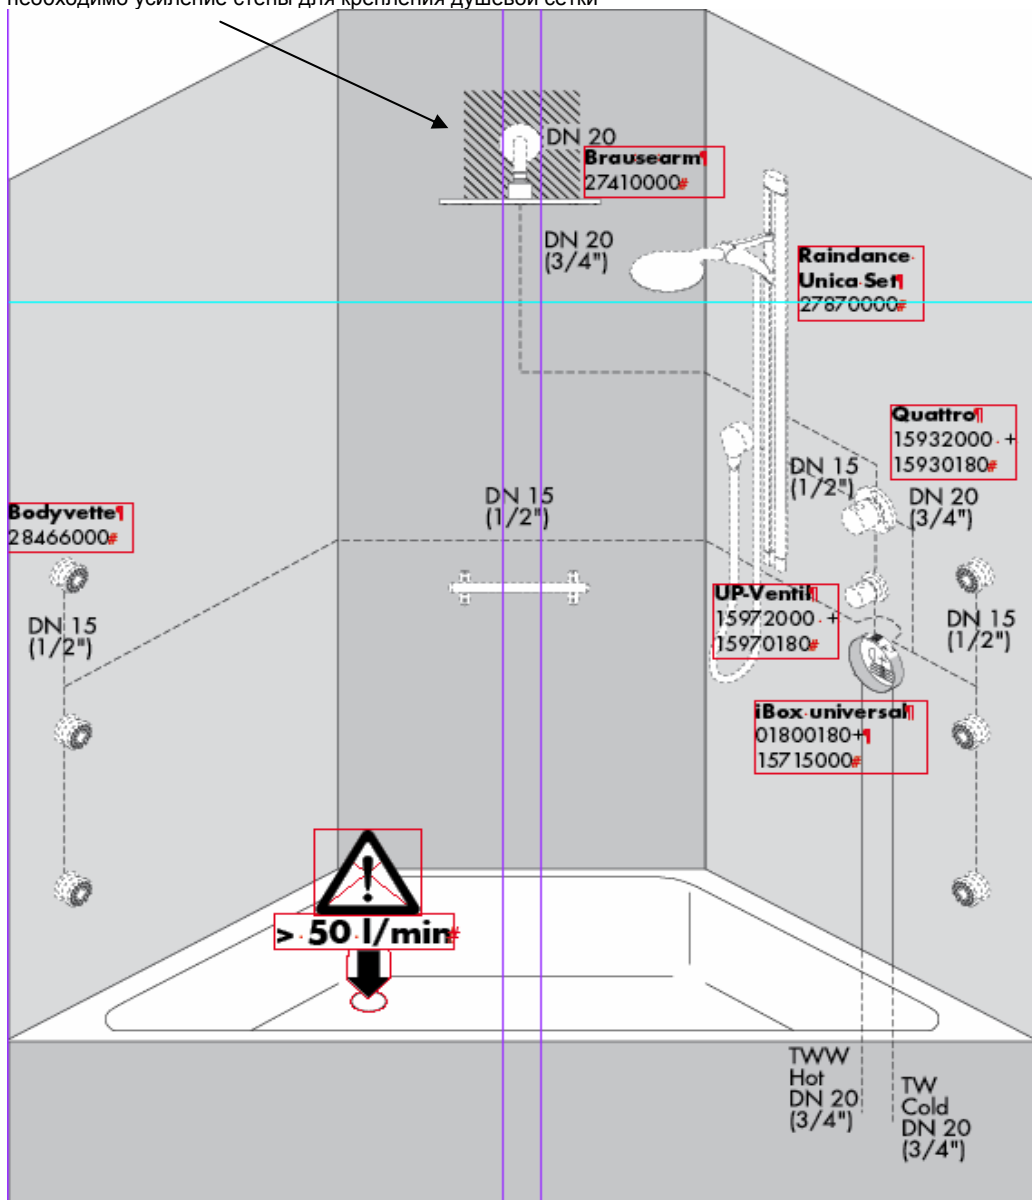 необходимо усиление стены для крепления душевой сетки
DN 20
Brausearm¶
27410000#
DN 20
(3/4")
Raindance·
Unica·Set¶
27870000#
Quattro¶
15932000·+
15930180#
DN 15
(1/2")
DN 20
(3/4")
DN 15
(1/2")
Bodyvette¶
28466000#
DN 15
(1/2")
UP-Ventil¶
15972000·+
15970180#
DN 15
(1/2")
iBox·universal¶
01800180+¶
15715000#
!
>·50·l/min#
TWW
Hot
DN 20
(3/4")
TW
Cold
DN 20
(3/4")